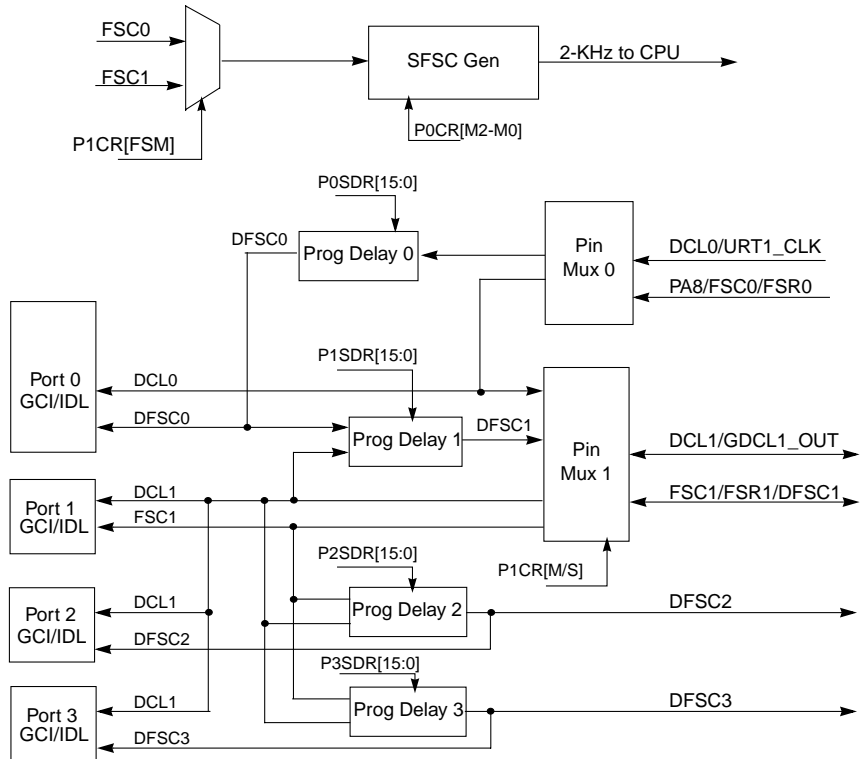 FSC0
FSC1
P1CR[FSM]
SFSC Gen
2-KHz to CPU
P0CR[M2-M0]
P0SDR[15:0]
DFSC0
Prog Delay 0
Pin
Mux 0
DCL0/URT1_CLK
PA8/FSC0/FSR0
Port 0
GCI/IDL
DCL0
DFSC0
P1SDR[15:0]
Prog Delay 1
DFSC1
Pin
Mux 1
DCL1/GDCL1_OUT
FSC1/FSR1/DFSC1
P1CR[M/S]
Port 1
GCI/IDL
DCL1
FSC1
P2SDR[15:0]
Prog Delay 2
DFSC2
Port 2
GCI/IDL
DCL1
DFSC2
P3SDR[15:0]
Prog Delay 3
DFSC3
Port 3
GCI/IDL
DCL1
DFSC3